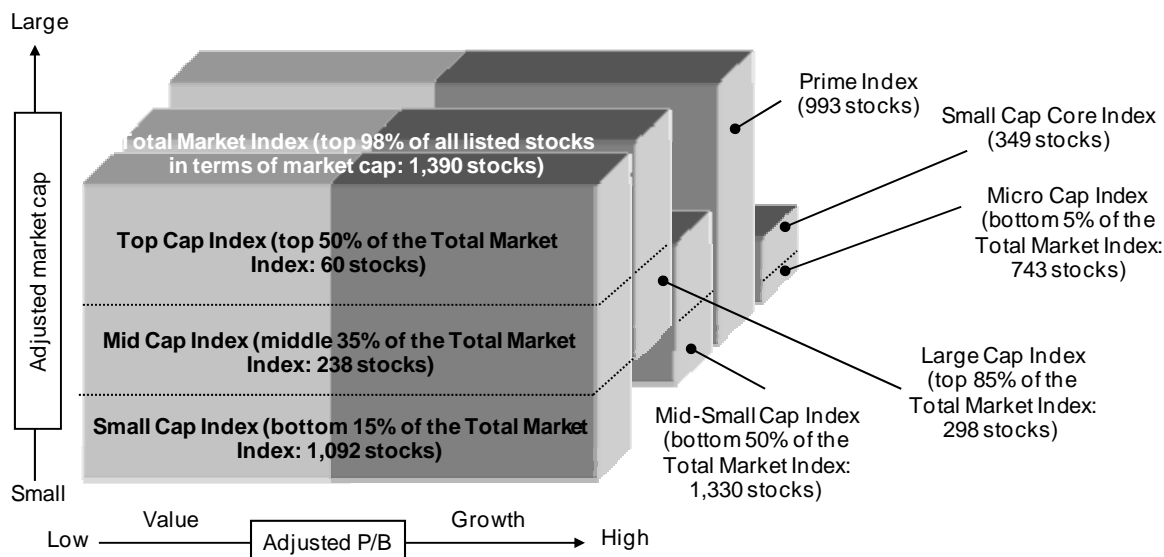 Large
Adjusted market cap
Small
Total Market Index (top 98% of all listed stocks
in terms of market cap: 1,390 stocks)
Top Cap Index (top 50% of the Total Market
Index: 60 stocks)
Mid Cap Index (middle 35% of the Total Market
Index: 238 stocks)
Small Cap Index (bottom 15% of the Total Market
Index: 1,092 stocks)
Prime Index
(993 stocks)
Small Cap Core Index
(349 stocks)
Micro Cap Index
(bottom 5% of the
Total Market Index:
743 stocks)
Large Cap Index
(top 85% of the
Total Market Index:
298 stocks)
Mid-Small Cap Index
(bottom 50% of the
Total Market Index:
1,330 stocks)
Low
Value
Adjusted P/B
Growth
High